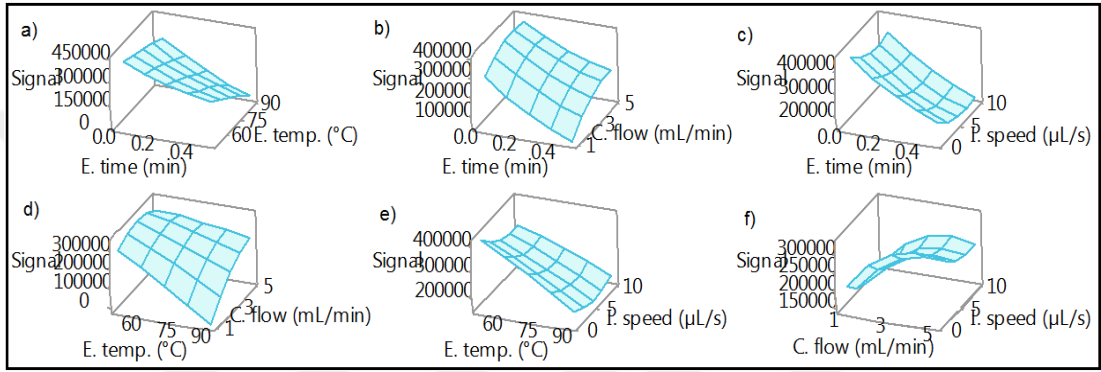 a)
450000
Signal
300000
150000
0
0.0
0.2
0.4
E. time (min)
60
75
90
E. temp. (°C)
b)
400000
Signal
300000
200000
100000
0.0
0.2
0.4
E. time (min)
1
3
5
C. flow (mL/min)
c)
400000
Signal
300000
200000
0.0
0.2
0.4
E. time (min)
0
5
10
P. speed (µL/s)
d)
300000
Signal
200000
100000
0
60
75
90
E. temp. (°C)
1
3
5
C. flow (mL/min)
e)
400000
Signal
300000
200000
60
75
90
E. temp. (°C)
0
5
10
P. speed (µL/s)
f)
300000
Signal
250000
200000
150000
1
3
5
C. flow (mL/min)
0
5
10
P. speed (µL/s)